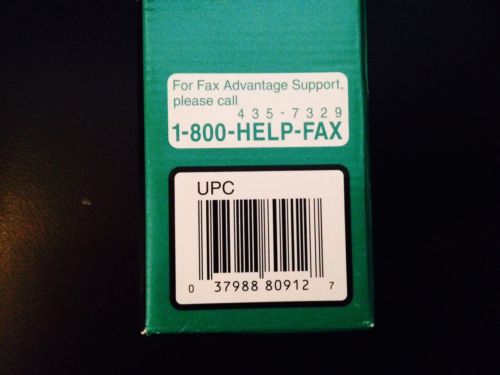 For Fax Advantage Support,
please call
435-7329
1-800-HELP-FAX
UPC
0 37988 80912 7